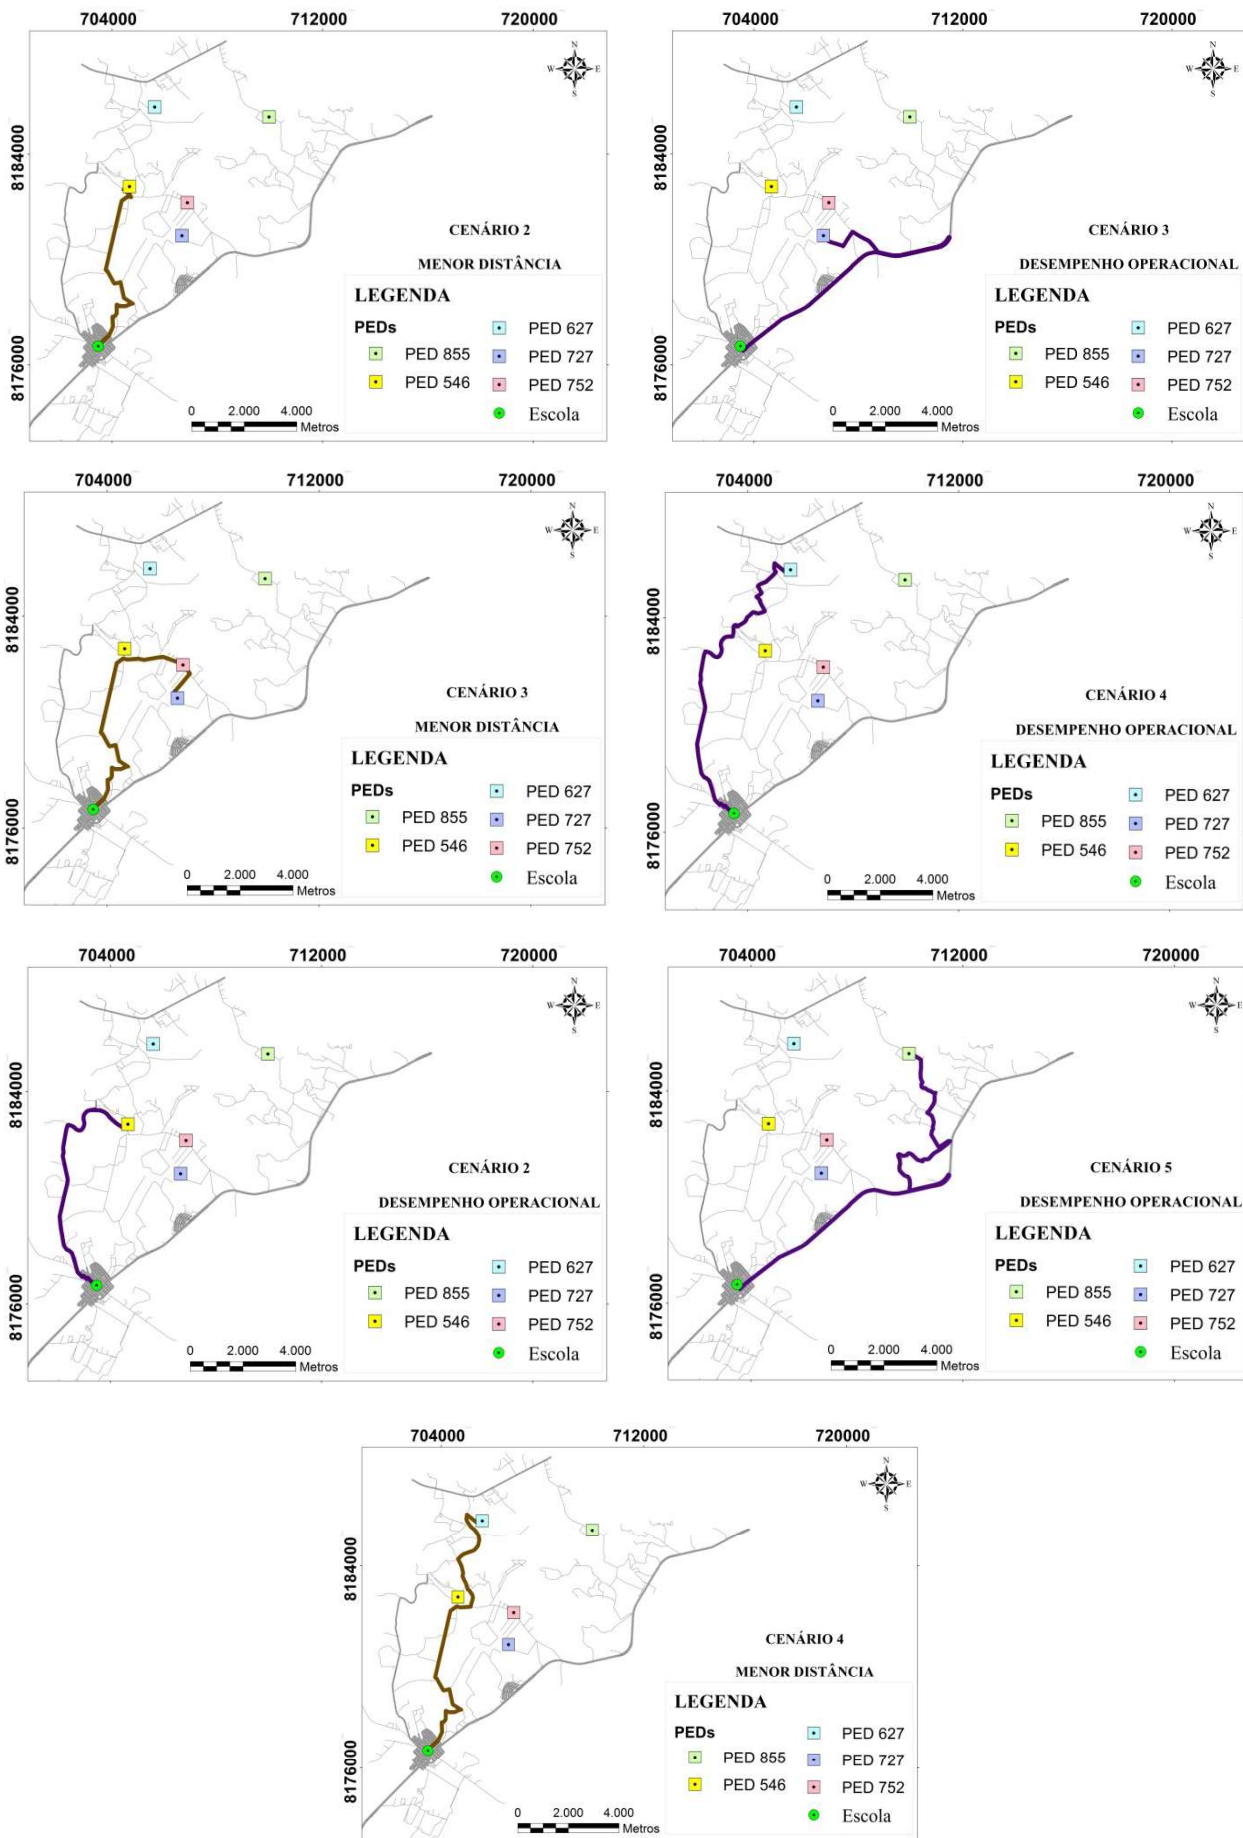 704000 712000 720000
N
W E
S
8184000
8176000
CENÁRIO 2
MENOR DISTÂNCIA
LEGENDA
PEDs
PED 855
PED 546
PED 627
PED 727
PED 752
Escola
0 2.000 4.000
Metros
704000 712000 720000
N
W E
S
8184000
8176000
CENÁRIO 3
DESEMPENHO OPERACIONAL
LEGENDA
PEDs
PED 855
PED 546
PED 627
PED 727
PED 752
Escola
0 2.000 4.000
Metros
704000 712000 720000
N
W E
S
8184000
8176000
CENÁRIO 3
MENOR DISTÂNCIA
LEGENDA
PEDs
PED 855
PED 546
PED 627
PED 727
PED 752
Escola
0 2.000 4.000
Metros
704000 712000 720000
N
W E
S
8184000
8176000
CENÁRIO 4
DESEMPENHO OPERACIONAL
LEGENDA
PEDs
PED 855
PED 546
PED 627
PED 727
PED 752
Escola
0 2.000 4.000
Metros
704000 712000 720000
N
W E
S
8184000
8176000
CENÁRIO 2
DESEMPENHO OPERACIONAL
LEGENDA
PEDs
PED 855
PED 546
PED 627
PED 727
PED 752
Escola
0 2.000 4.000
Metros
704000 712000 720000
N
W E
S
8184000
8176000
CENÁRIO 5
DESEMPENHO OPERACIONAL
LEGENDA
PEDs
PED 855
PED 546
PED 627
PED 727
PED 752
Escola
0 2.000 4.000
Metros
704000 712000 720000
N
W E
S
8184000
8176000
CENÁRIO 4
MENOR DISTÂNCIA
LEGENDA
PEDs
PED 855
PED 546
PED 627
PED 727
PED 752
Escola
0 2.000 4.000
Metros